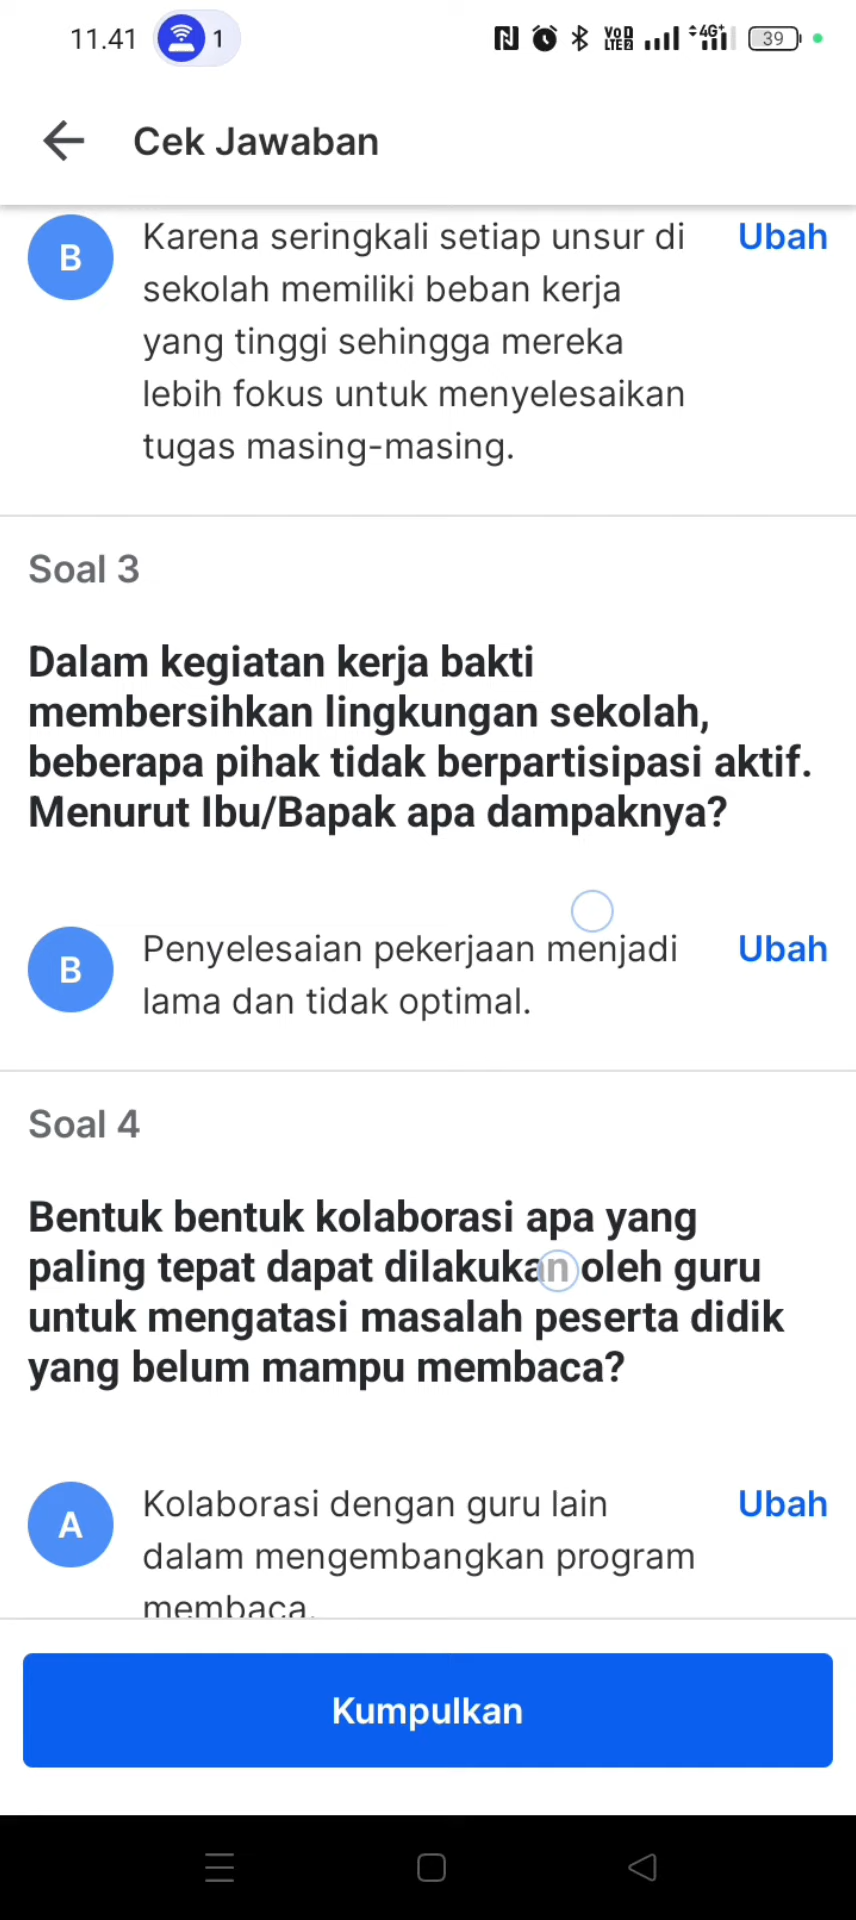 11.41
1
VoD
LTE2
4G+
39
Cek Jawaban
B
Karena seringkali setiap unsur di
sekolah memiliki beban kerja
yang tinggi sehingga mereka
lebih fokus untuk menyelesaikan
tugas masing-masing.
Ubah
Soal 3
Dalam kegiatan kerja bakti
membersihkan lingkungan sekolah,
beberapa pihak tidak berpartisipasi aktif.
Menurut Ibu/Bapak apa dampaknya?
B
Penyelesaian pekerjaan menjadi
lama dan tidak optimal.
Ubah
Soal 4
Bentuk bentuk kolaborasi apa yang
paling tepat dapat dilakukan oleh guru
untuk mengatasi masalah peserta didik
yang belum mampu membaca?
A
Kolaborasi dengan guru lain
dalam mengembangkan program
membaca.
Ubah
Kumpulkan